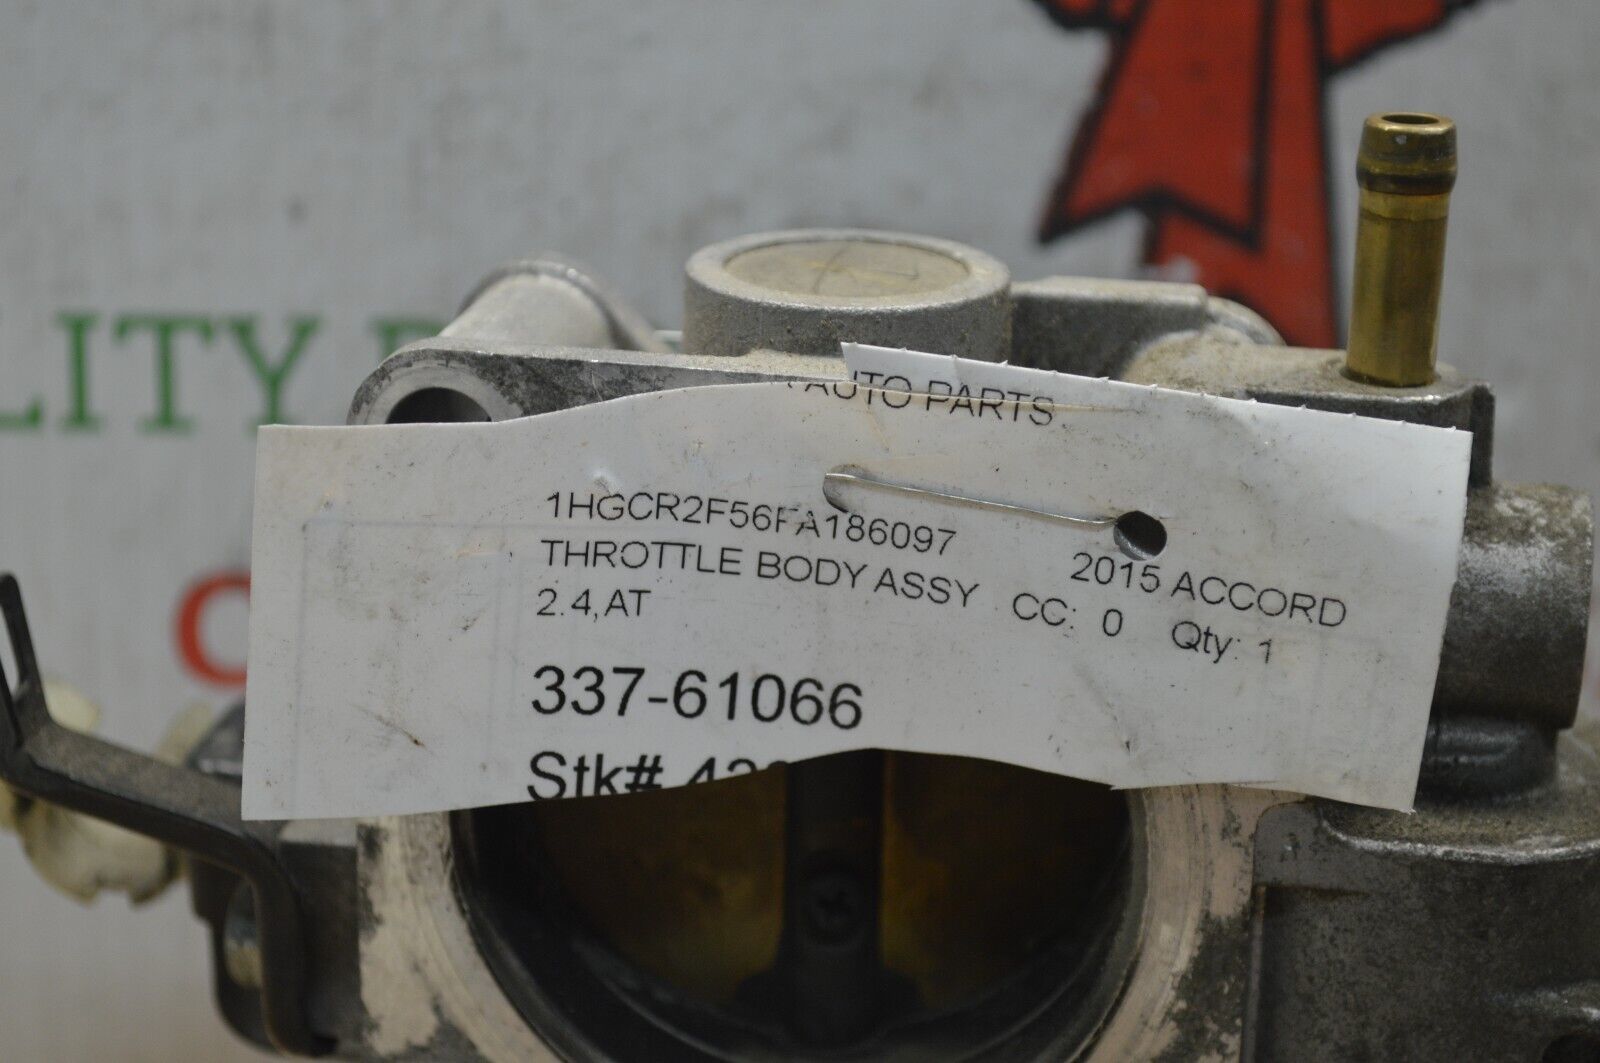 LITY
AUTO PARTS
1HGCR2F56FA186097
2015 ACCORD
THROTTLE BODY ASSY CC: 0 Qty: 1
2.4,AT
337-61066
Stk#